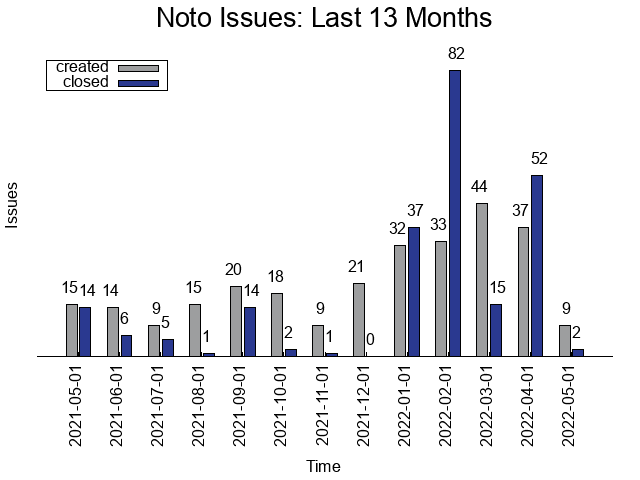 Noto Issues: Last 13 Months
created
closed
Issues
15 14 14 6 9 5 15 1 20 14 18 2 9 1 21 0 32 37 33 82 44 15 37 52 9 2
2021-05-01
2021-06-01
2021-07-01
2021-08-01
2021-09-01
2021-10-01
2021-11-01
2021-12-01
2022-01-01
2022-02-01
2022-03-01
2022-04-01
2022-05-01
Time